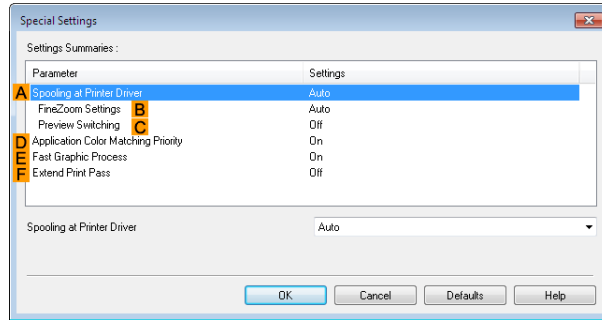 Special Settings
Settings Summaries :
Parameter Settings
A Spooling at Printer Driver Auto
FineZoom Settings B Auto
Preview Switching C Off
D Application Color Matching Priority On
E Fast Graphic Process On
F Extend Print Pass Off
Spooling at Printer Driver Auto
OK Cancel Defaults Help